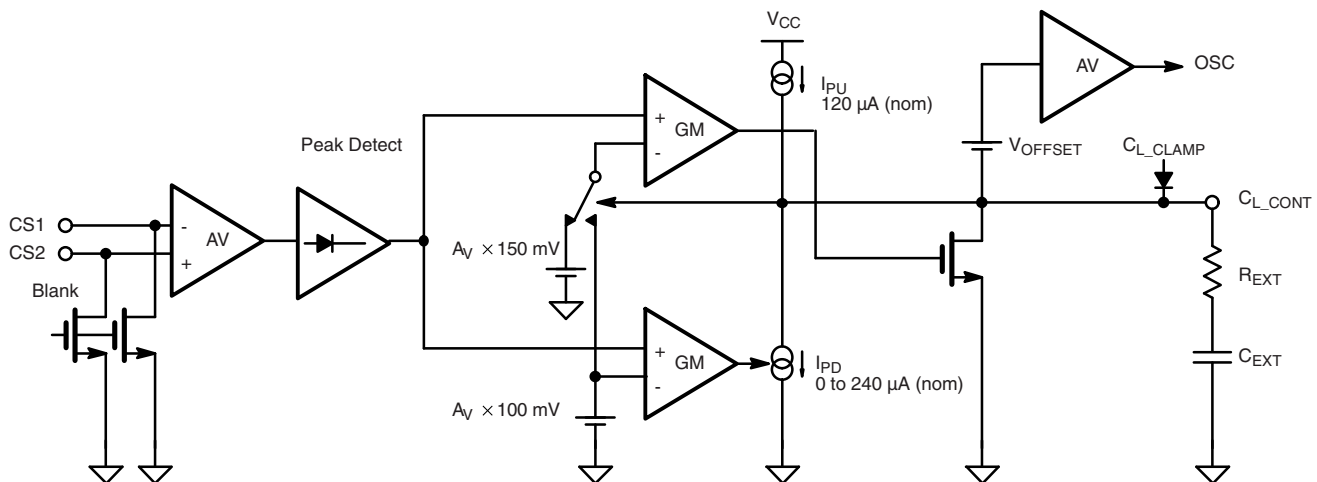 V_CC
AV
OSC
I_PU
120 µA (nom)
+
GM
-
Peak Detect
V_OFFSET
C_L_CLAMP
CS1
-
AV
C_L_CONT
CS2
+
A_V × 150 mV
R_EXT
Blank
+
GM
-
I_PD
0 to 240 µA (nom)
C_EXT
A_V × 100 mV